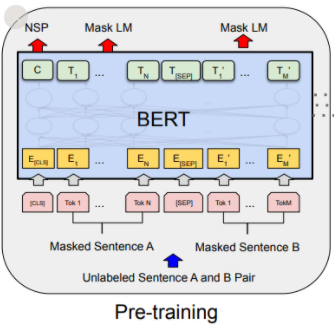 NSP Mask LM Mask LM
C T1 ... TN T[SEP] T1' ... TM'
BERT
E[CLS] E1 ... EN E[SEP] E1' ... EM'
[CLS] Tok 1 ... Tok N [SEP] Tok 1 ... TokM
Masked Sentence A Masked Sentence B
Unlabeled Sentence A and B Pair
Pre-training